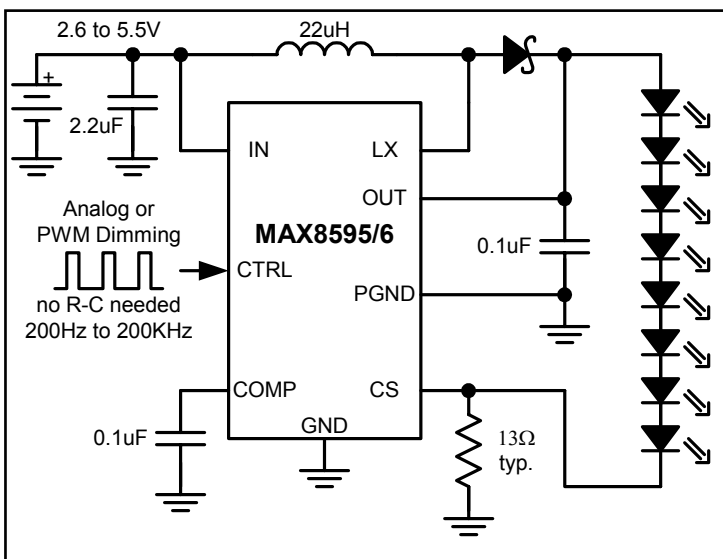 2.6 to 5.5V
22uH
+
2.2uF
IN
LX
OUT
MAX8595/6
Analog or
PWM Dimming
CTRL
no R-C needed
200Hz to 200KHz
0.1uF
PGND
COMP
CS
0.1uF
GND
13Ω
typ.